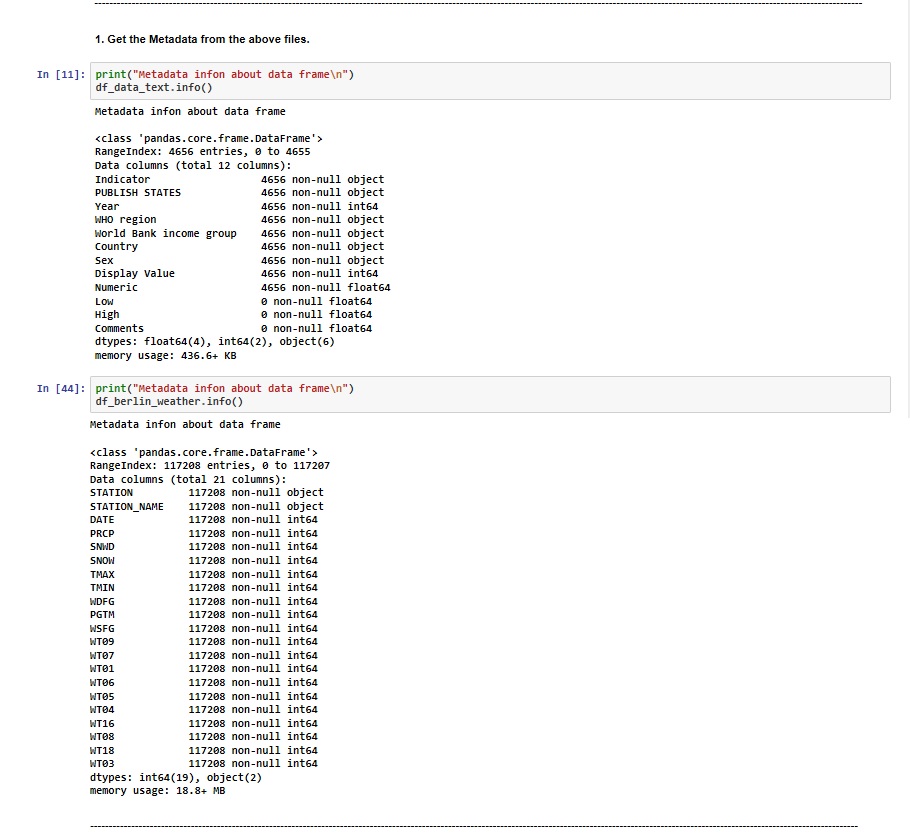 1. Get the Metadata from the above files.
In [11]: print("Metadata infon about data frame\n")
df_data_text.info()
Metadata infon about data frame
<class 'pandas.core.frame.DataFrame'>
RangeIndex: 4656 entries, 0 to 4655
Data columns (total 12 columns):
Indicator                  4656 non-null object
PUBLISH STATES             4656 non-null object
Year                       4656 non-null int64
WHO region                 4656 non-null object
World Bank income group    4656 non-null object
Country                    4656 non-null object
Sex                        4656 non-null object
Display Value              4656 non-null int64
Numeric                    4656 non-null float64
Low                        0 non-null float64
High                       0 non-null float64
Comments                   0 non-null float64
dtypes: float64(4), int64(2), object(6)
memory usage: 436.6+ KB
In [44]: print("Metadata infon about data frame\n")
df_berlin_weather.info()
Metadata infon about data frame
<class 'pandas.core.frame.DataFrame'>
RangeIndex: 117208 entries, 0 to 117207
Data columns (total 21 columns):
STATION         117208 non-null object
STATION_NAME    117208 non-null object
DATE            117208 non-null int64
PRCP            117208 non-null int64
SNWD            117208 non-null int64
SNOW            117208 non-null int64
TMAX            117208 non-null int64
TMIN            117208 non-null int64
WDFG            117208 non-null int64
PGTM            117208 non-null int64
WSFG            117208 non-null int64
WT09            117208 non-null int64
WT07            117208 non-null int64
WT01            117208 non-null int64
WT06            117208 non-null int64
WT05            117208 non-null int64
WT04            117208 non-null int64
WT16            117208 non-null int64
WT08            117208 non-null int64
WT18            117208 non-null int64
WT03            117208 non-null int64
dtypes: int64(19), object(2)
memory usage: 18.8+ MB